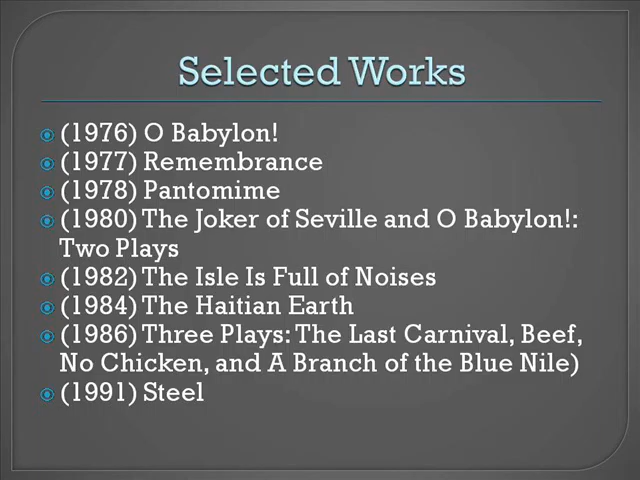 Selected Works
(1976) O Babylon!
(1977) Remembrance
(1978) Pantomime
(1980) The Joker of Seville and O Babylon!:
Two Plays
(1982) The Isle Is Full of Noises
(1984) The Haitian Earth
(1986) Three Plays: The Last Carnival, Beef,
No Chicken, and A Branch of the Blue Nile)
(1991) Steel